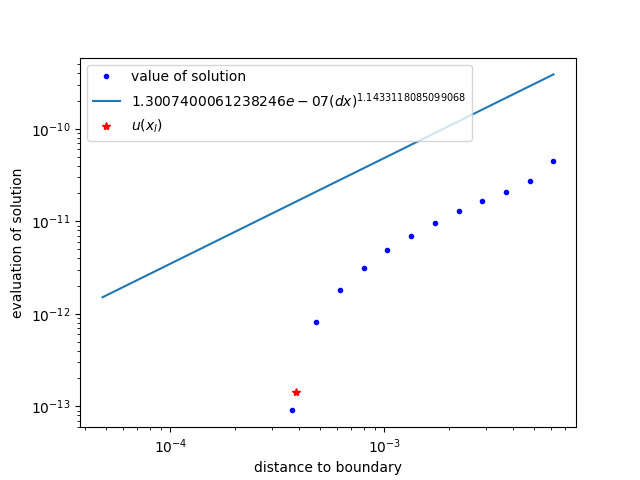 value of solution
1.3007400061238246e − 07(dx)^1.1433118085099068
u(x_l)
10^−10
10^−11
10^−12
10^−13
evaluation of solution
10^−4 10^−3
distance to boundary